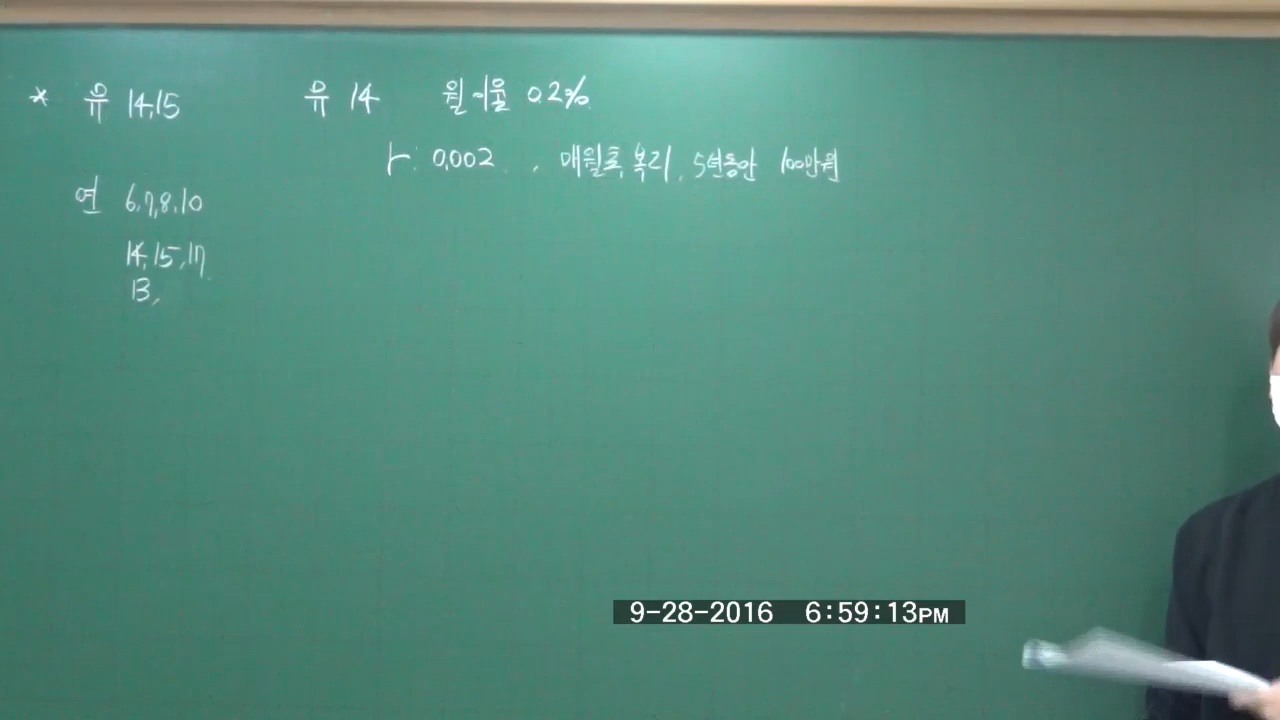 * 유 14,15 유 14 월이율 0.2%
r: 0.002 , 매월초, 복리, 5년동안 100만원
연 6,7,8,10
14,15,17
13,
9-28-2016 6:59:13PM